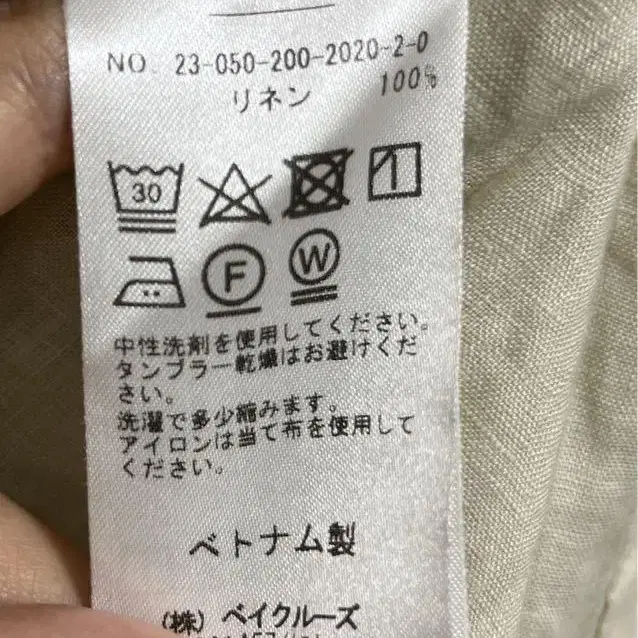 NO. 23-050-200-2020-2-0
リネン 100%
30
F W
中性洗剤を使用してください。
タンブラー乾燥はお避けくだ
さい。
洗濯で多少縮みます。
アイロンは当て布を使用して
ください。
ベトナム製
(株) ベイクルーズ